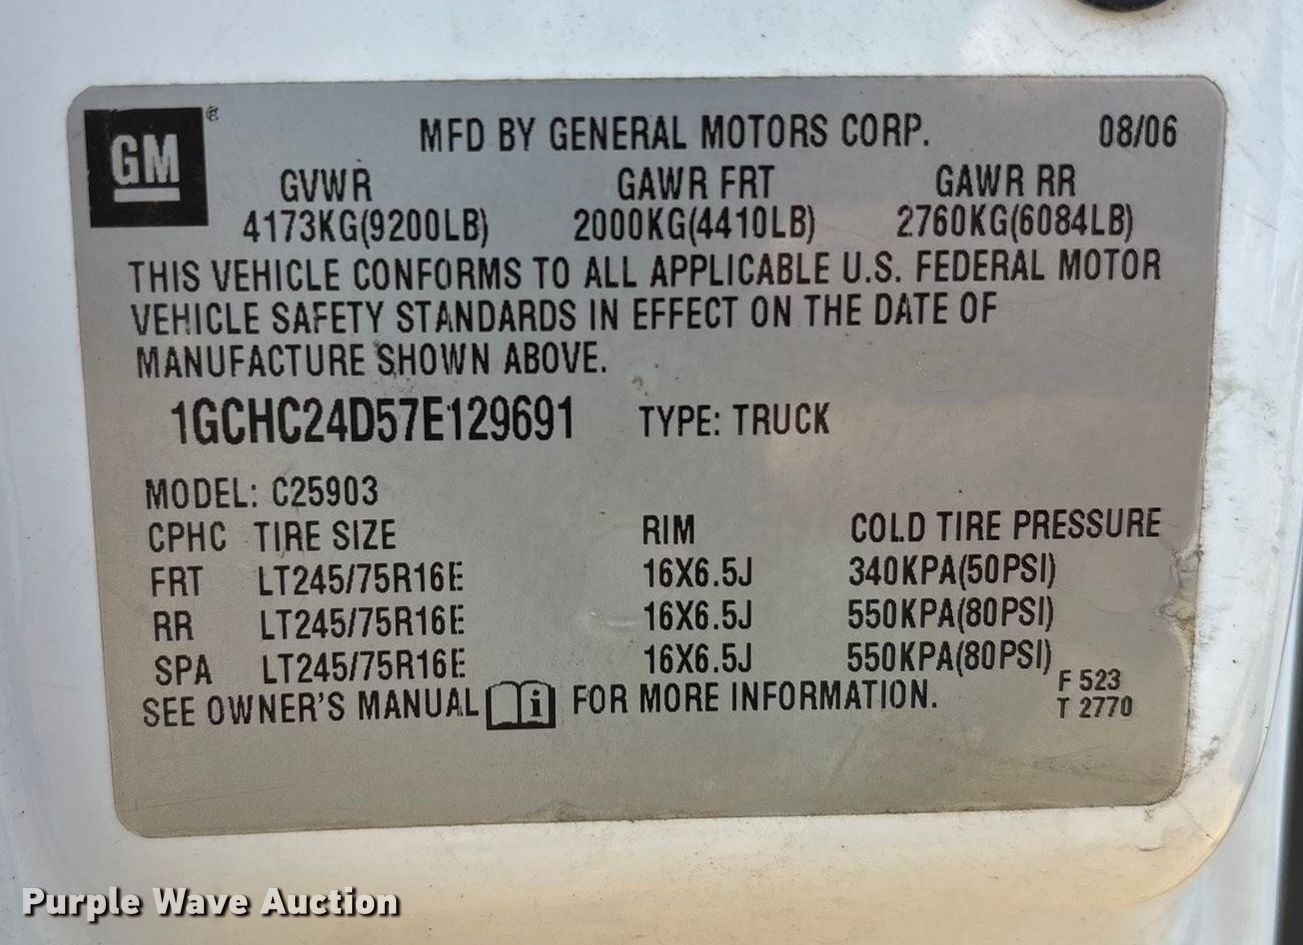 GM®
MFD BY GENERAL MOTORS CORP. 08/06
GVWR GAWR FRT GAWR RR
4173KG(9200LB) 2000KG(4410LB) 2760KG(6084LB)
THIS VEHICLE CONFORMS TO ALL APPLICABLE U.S. FEDERAL MOTOR
VEHICLE SAFETY STANDARDS IN EFFECT ON THE DATE OF
MANUFACTURE SHOWN ABOVE.
1GCHC24D57E129691 TYPE: TRUCK
MODEL: C25903
CPHC TIRE SIZE RIM COLD TIRE PRESSURE
FRT LT245/75R16E 16X6.5J 340KPA(50PSI)
RR LT245/75R16E 16X6.5J 550KPA(80PSI)
SPA LT245/75R16E 16X6.5J 550KPA(80PSI)
SEE OWNER'S MANUAL i FOR MORE INFORMATION.
F 523
T 2770
Purple Wave Auction